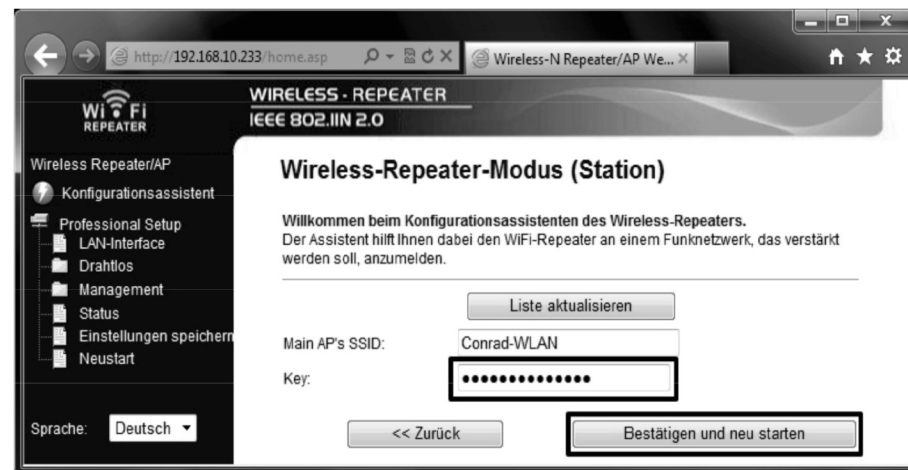 http://192.168.10.233/home.asp
Wireless-N Repeater/AP We...
Wi Fi
REPEATER
WIRELESS - REPEATER
IEEE 802.11N 2.0
Wireless Repeater/AP
Konfigurationsassistent
Professional Setup
LAN-Interface
Drahtlos
Management
Status
Einstellungen speichern
Neustart
Sprache: Deutsch
Wireless-Repeater-Modus (Station)
Willkommen beim Konfigurationsassistenten des Wireless-Repeaters.
Der Assistent hilft Ihnen dabei den WiFi-Repeater an einem Funknetzwerk, das verstärkt
werden soll, anzumelden.
Liste aktualisieren
Main AP's SSID: Conrad-WLAN
Key: ●●●●●●●●●●●●●●
<< Zurück
Bestätigen und neu starten